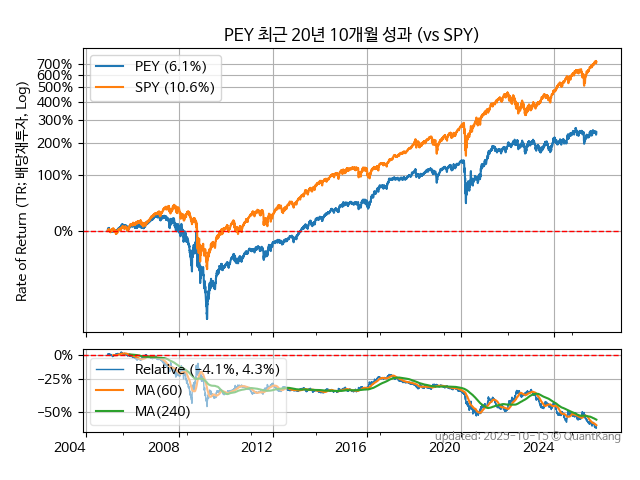 PEY 최근 20년 10개월 성과 (vs SPY)
Rate of Return (TR: 배당재투자, Log)
700%
600%
500%
400%
300%
200%
100%
0%
PEY (6.1%)
SPY (10.6%)
0%
−25%
−50%
Relative (−4.1%, 4.3%)
MA(60)
MA(240)
2004 2008 2012 2016 2020 2024
updated: 2025-10-15 © QuantKang